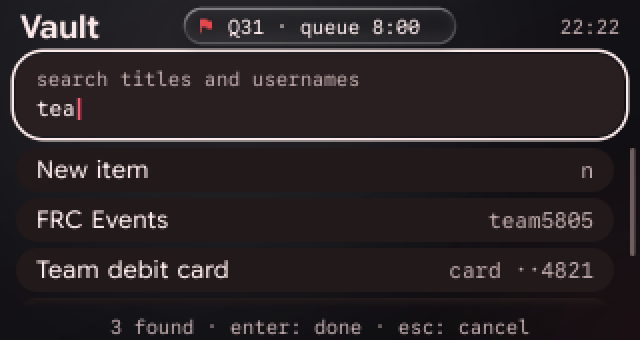 Vault
Q31 · queue 8:00
22:22
search titles and usernames
tea
New item n
FRC Events team5805
Team debit card card ··4821
3 found · enter: done · esc: cancel